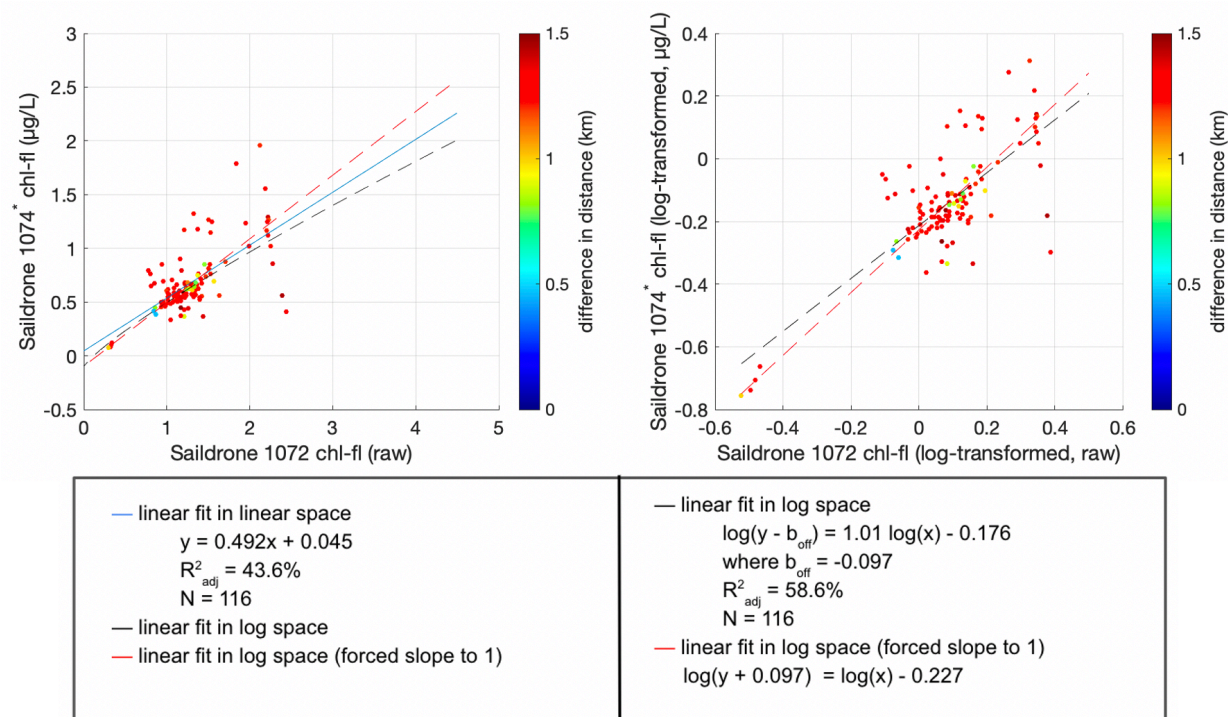 3
2.5
2
1.5
1
0.5
0
-0.5
0 1 2 3 4 5
Saildrone 1074* chl-fl (µg/L)
Saildrone 1072 chl-fl (raw)
1.5
1
0.5
0
difference in distance (km)
0.4
0.2
0
-0.2
-0.4
-0.6
-0.8
-0.6 -0.4 -0.2 0 0.2 0.4 0.6
Saildrone 1074* chl-fl (log-transformed, µg/L)
Saildrone 1072 chl-fl (log-transformed, raw)
1.5
1
0.5
0
difference in distance (km)
linear fit in linear space
y = 0.492x + 0.045
R²adj = 43.6%
N = 116
linear fit in log space
linear fit in log space (forced slope to 1)
linear fit in log space
log(y - boff) = 1.01 log(x) - 0.176
where boff = -0.097
R²adj = 58.6%
N = 116
linear fit in log space (forced slope to 1)
log(y + 0.097) = log(x) - 0.227